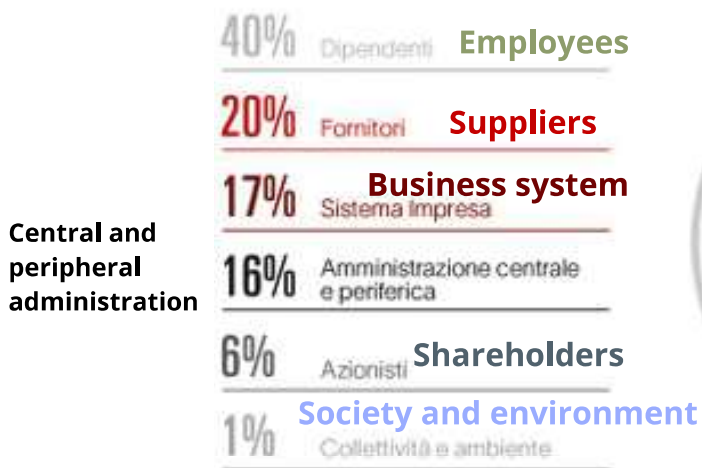 40% Dipendenti Employees
20% Fornitori Suppliers
Business system
17% Sistema Impresa
Central and
peripheral
administration
16% Amministrazione centrale
e periferica
6% Azionisti Shareholders
Society and environment
1% Collettività e ambiente